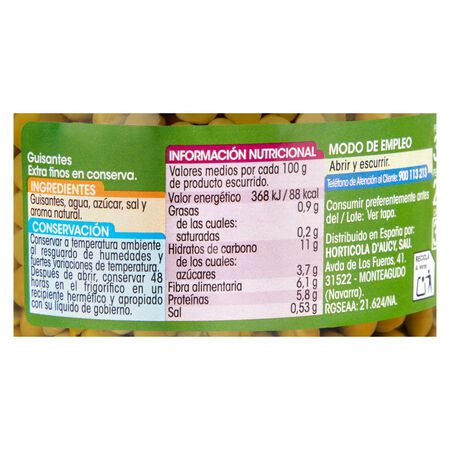 Guisantes
Extra finos en conserva.
INGREDIENTES
Guisantes, agua, azúcar, sal y
aroma natural.
CONSERVACIÓN
Conservar a temperatura ambiente
al resguardo de humedades y
fuertes variaciones de temperatura.
Después de abrir, conservar 48
horas en el frigorífico en un
recipiente hermético y apropiado
con su líquido de gobierno.
INFORMACIÓN NUTRICIONAL
Valores medios por cada 100 g
de producto escurrido.
Valor energético 368 kJ / 88 kcal
Grasas 0,9 g
de las cuales:
saturadas 0,2 g
Hidratos de carbono 11 g
de los cuales:
azúcares 3,7 g
Fibra alimentaria 6,1 g
Proteínas 5,8 g
Sal 0,53 g
MODO DE EMPLEO
Abrir y escurrir.
Teléfono de Atención al Cliente: 900 113 213
Consumir preferentemente antes
del / Lote: Ver tapa.
Distribuido en España por:
HORTICOLA D'AUCY, SAU.
Avda de Los Fueros, 41.
31522 - MONTEAGUDO
(Navarra).
RGSEAA: 21.624/NA.
RECICLA